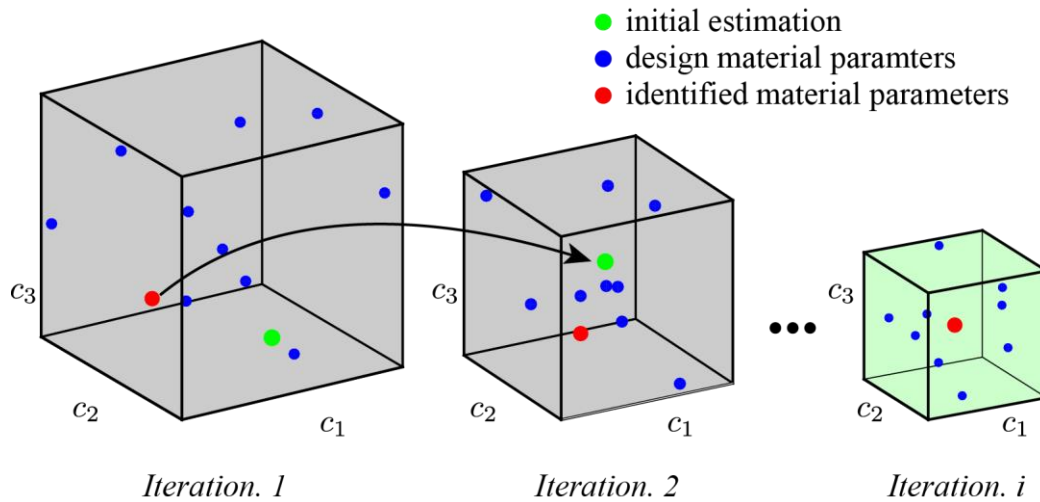 initial estimation
design material paramters
identified material parameters
c3
c2
c1
Iteration. 1
c3
c2
c1
Iteration. 2
c3
c2
c1
Iteration. i